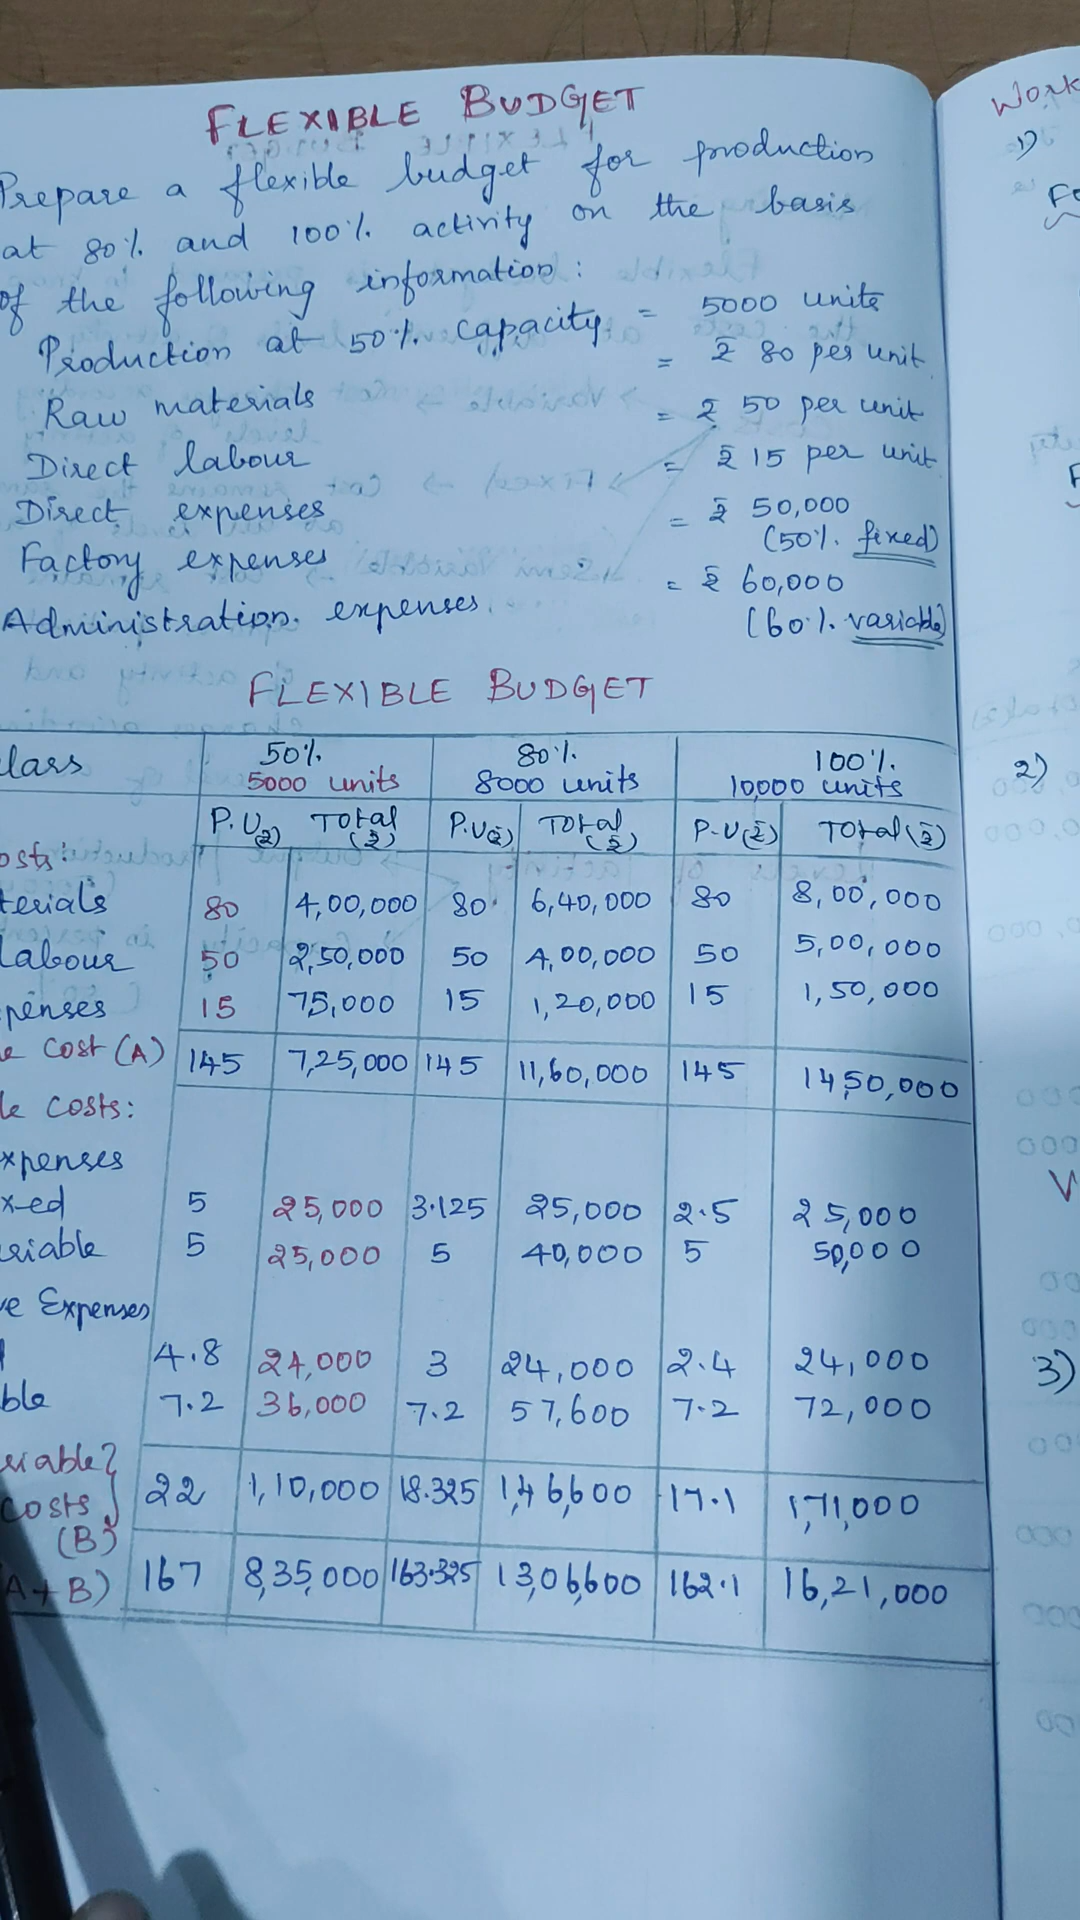 FLEXIBLE BUDGET
Prepare a flexible budget for production
at 80% and 100% activity on the basis
of the following information:
Production at 50% capacity = 5000 units
Raw materials = ₹ 80 per unit
Direct labour = ₹ 50 per unit
Direct expenses = ₹ 15 per unit
Factory expenses = ₹ 50,000
(50% fixed)
Administration expenses = ₹ 60,000
(60% variable)
FLEXIBLE BUDGET
lass 50% 80% 100%
5000 units 8000 units 10,000 units
P.U(₹) Total (₹) P.U(₹) Total (₹) P.U(₹) Total (₹)
osts:
terials 80 4,00,000 80 6,40,000 80 8,00,000
labour 50 2,50,000 50 4,00,000 50 5,00,000
penses 15 75,000 15 1,20,000 15 1,50,000
e cost (A) 145 7,25,000 145 11,60,000 145 14,50,000
le costs:
xpenses
xed 5 25,000 3.125 25,000 2.5 25,000
riable 5 25,000 5 40,000 5 50,000
ve Expenses
4.8 24,000 3 24,000 2.4 24,000
ble 7.2 36,000 7.2 57,600 7.2 72,000
eriable}
costs 22 1,10,000 18.325 1,46,600 17.1 1,71,000
(B)
A+B) 167 8,35,000 163.325 13,06,600 162.1 16,21,000
Work
1)
Fo
F
2)
V
3)